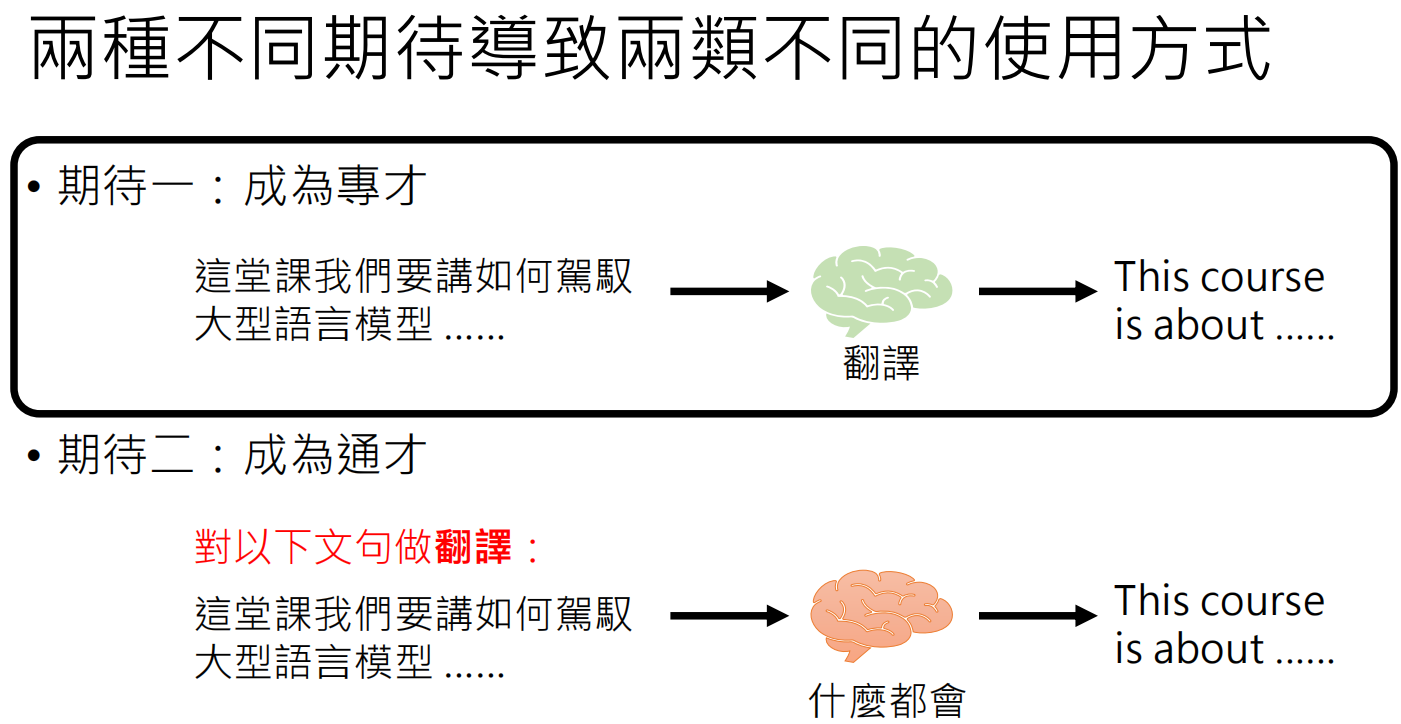 兩種不同期待導致兩類不同的使用方式
• 期待一：成為專才
這堂課我們要講如何駕馭
大型語言模型 ......
翻譯
This course
is about ......
• 期待二：成為通才
對以下文句做翻譯：
這堂課我們要講如何駕馭
大型語言模型 ......
什麼都會
This course
is about ......